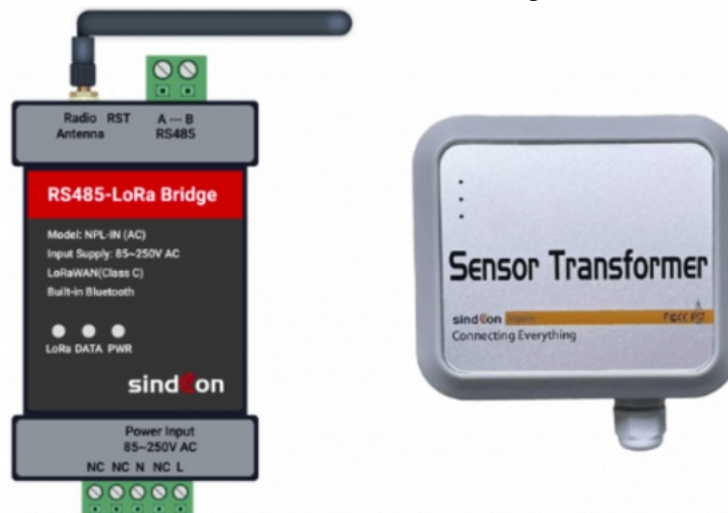 Radio RST A --- B
Antenna RS485
RS485-LoRa Bridge
Model: NPL-IN (AC)
Input Supply: 85~250V AC
LoRaWAN(Class C)
Built-in Bluetooth
LoRa DATA PWR
sindcon
Power Input
85~250V AC
NC NC N NC L
Sensor Transformer
sindcon
Connecting Everything